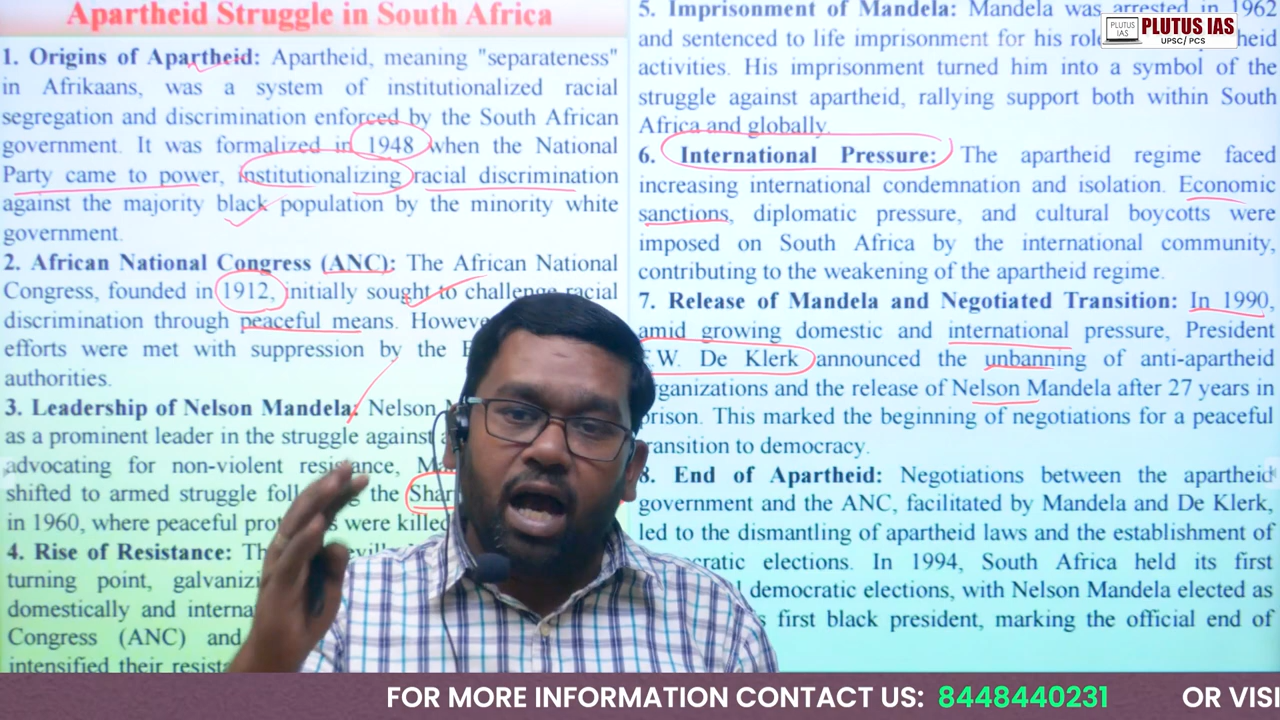 Apartheid Struggle in South Africa
1. Origins of Apartheid: Apartheid, meaning "separateness"
in Afrikaans, was a system of institutionalized racial
segregation and discrimination enforced by the South African
government. It was formalized in 1948 when the National
Party came to power, institutionalizing racial discrimination
against the majority black population by the minority white
government.
2. African National Congress (ANC): The African National
Congress, founded in 1912, initially sought to challenge racial
discrimination through peaceful means.
efforts were met with suppression by the
authorities.
3. Leadership of Nelson Mandela: Nelson
as a prominent leader in the struggle against
advocating for non-violent resistance,
shifted to armed struggle the
in 1960, where peaceful were killed
4. Rise of Resistance:
turning point,
domestically and
Congress (ANC) and
intensified their
5. Imprisonment of Mandela: Mandela was arrested in 1962
and sentenced to life imprisonment for his
activities. His imprisonment turned him into a symbol of the
struggle against apartheid, rallying support both within South
Africa and globally.
6. International Pressure: The apartheid regime faced
increasing international condemnation and isolation. Economic
sanctions, diplomatic pressure, and cultural boycotts were
imposed on South Africa by the international community,
contributing to the weakening of the apartheid regime.
7. Release of Mandela and Negotiated Transition: In 1990,
amid growing domestic and international pressure, President
F.W. De Klerk announced the unbanning of anti-apartheid
organizations and the release of Nelson Mandela after 27 years in
prison. This marked the beginning of negotiations for a peaceful
transition to democracy.
8. End of Apartheid: Negotiations between the apartheid
government and the ANC, facilitated by Mandela and De Klerk,
led to the dismantling of apartheid laws and the establishment of
elections. In 1994, South Africa held its first
democratic elections, with Nelson Mandela elected as
first black president, marking the official end of
PLUTUS IAS
PLUTUS IAS
UPSC/ PCS
FOR MORE INFORMATION CONTACT US: 8448440231 OR VISI